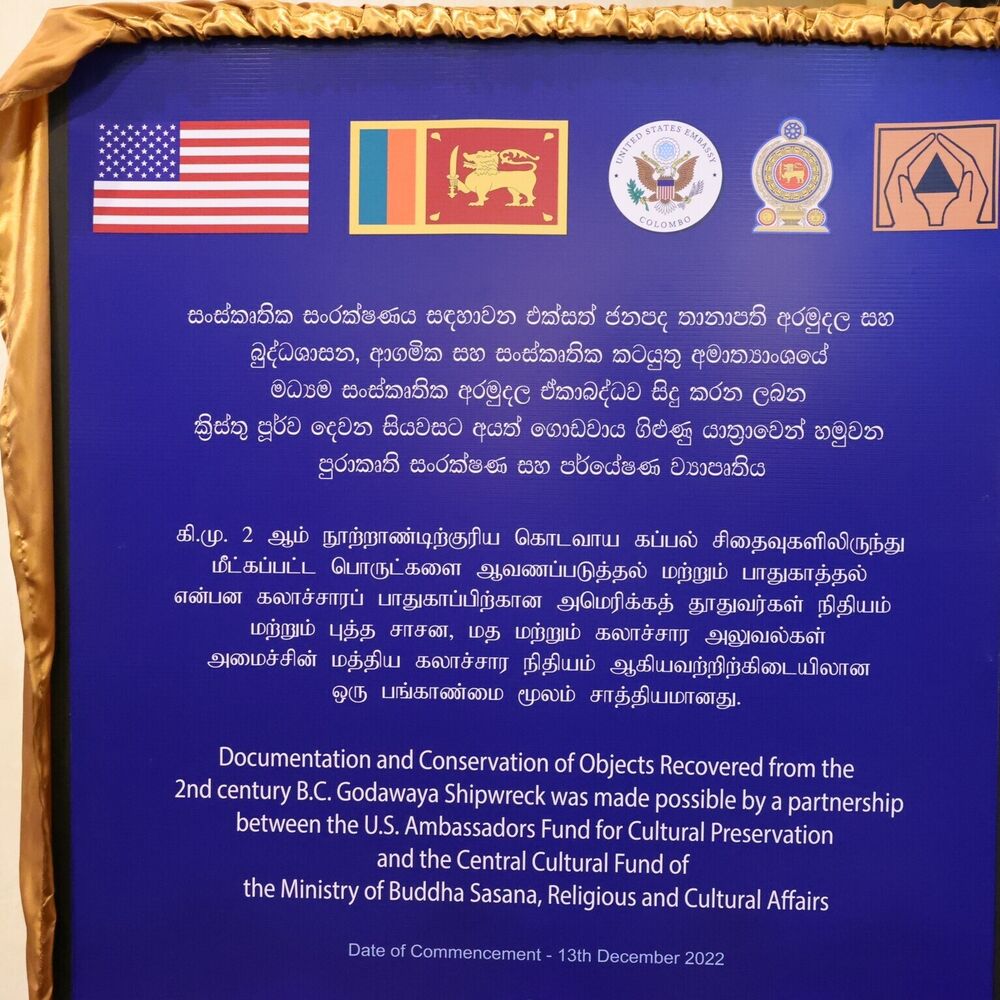 UNITED STATES EMBASSY
COLOMBO
සංස්කෘතික සංරක්ෂණය සඳහාවන එක්සත් ජනපද තානාපති අරමුදල සහ
බුද්ධශාසන, ආගමික සහ සංස්කෘතික කටයුතු අමාත්‍යාංශයේ
මධ්‍යම සංස්කෘතික අරමුදල ඒකාබද්ධව සිදු කරන ලබන
ක්‍රිස්තු පූර්ව දෙවන සියවසට අයත් ගොඩවාය ගිළුණු යාත්‍රාවෙන් හමුවන
පුරාකෘති සංරක්ෂණ සහ පර්යේෂණ ව්‍යාපෘතිය
கி.மு. 2 ஆம் நூற்றாண்டிற்குரிய கொடவாய கப்பல் சிதைவுகளிலிருந்து
மீட்கப்பட்ட பொருட்களை ஆவணப்படுத்தல் மற்றும் பாதுகாத்தல்
என்பன கலாச்சாரப் பாதுகாப்பிற்கான அமெரிக்கத் தூதுவர்கள் நிதியம்
மற்றும் புத்த சாசன, மத மற்றும் கலாச்சார அலுவல்கள்
அமைச்சின் மத்திய கலாச்சார நிதியம் ஆகியவற்றிற்கிடையிலான
ஒரு பங்காண்மை மூலம் சாத்தியமானது.
Documentation and Conservation of Objects Recovered from the
2nd century B.C. Godawaya Shipwreck was made possible by a partnership
between the U.S. Ambassadors Fund for Cultural Preservation
and the Central Cultural Fund of
the Ministry of Buddha Sasana, Religious and Cultural Affairs
Date of Commencement - 13th December 2022